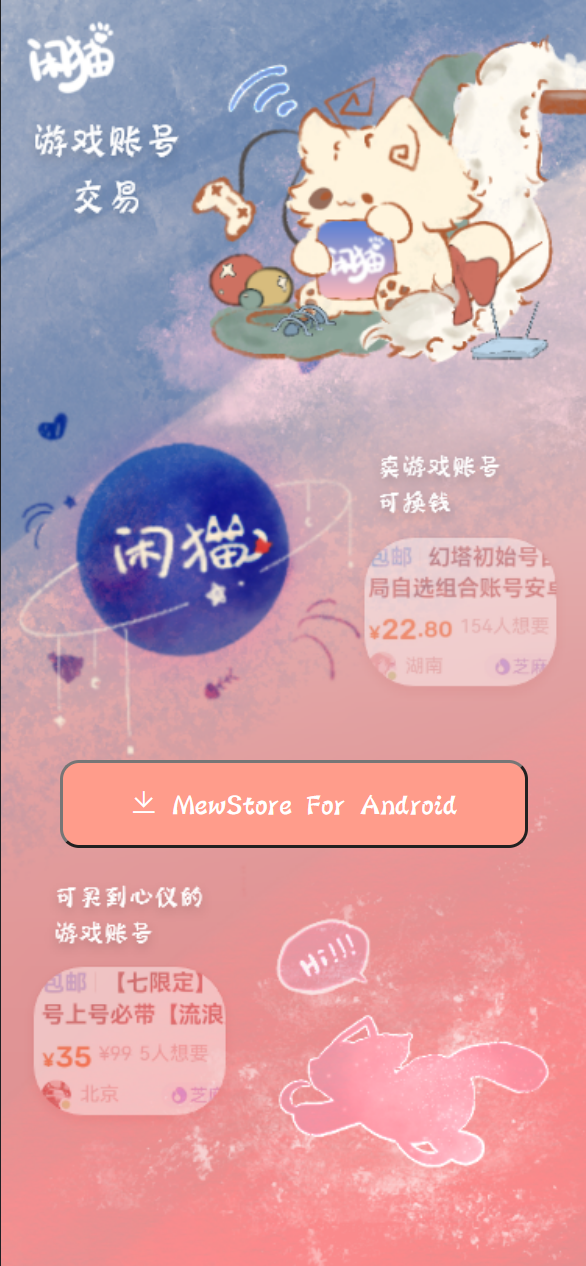 闲猫
游戏账号
交易
闲猫
卖游戏账号
可换钱
闲猫
包邮 幻塔初始号自
局自选组合账号安卓
¥22.80 154人想要
湖南 芝麻
MewStore For Android
可买到心仪的
游戏账号
Hi!!!
包邮 【七限定】
号上号必带【流浪
¥35 ¥99 5人想要
北京 芝麻